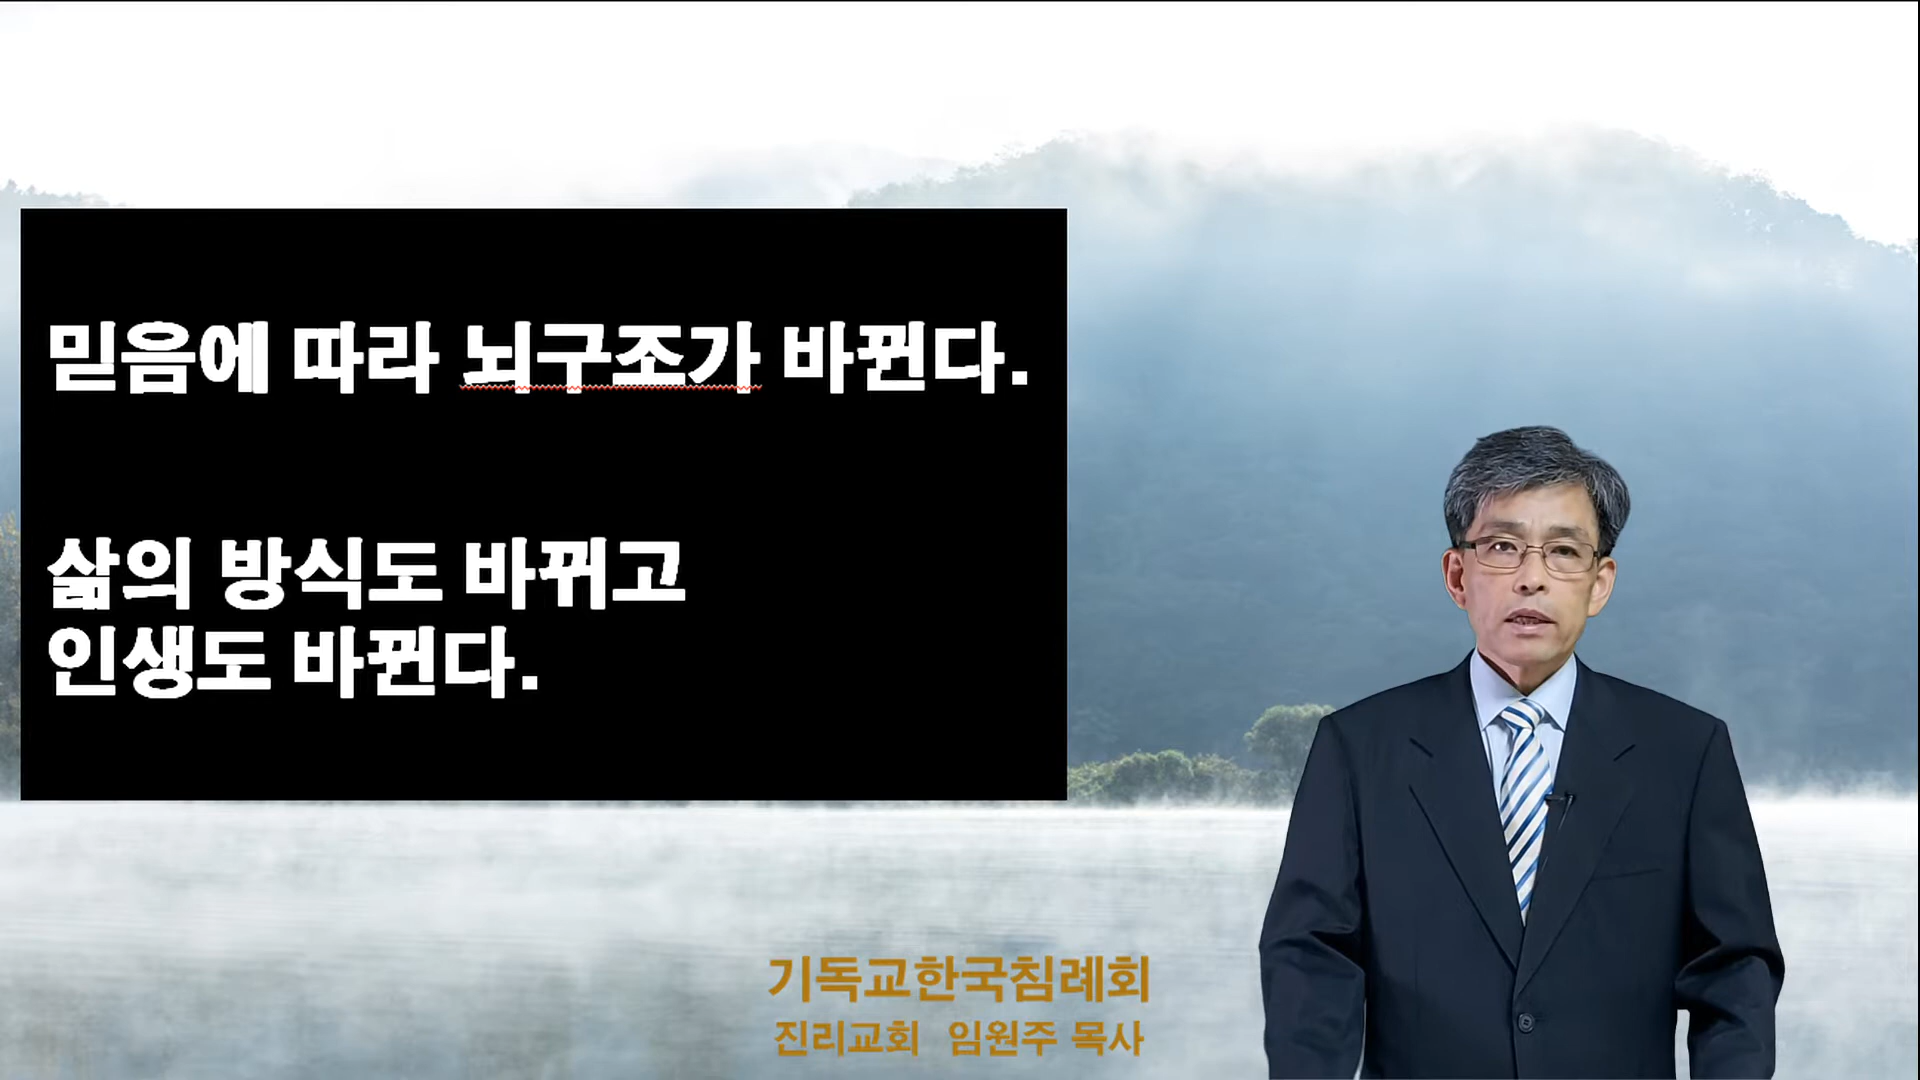 믿음에 따라 뇌구조가 바뀐다.
삶의 방식도 바뀌고
인생도 바뀐다.
기독교한국침례회
진리교회 임원주 목사